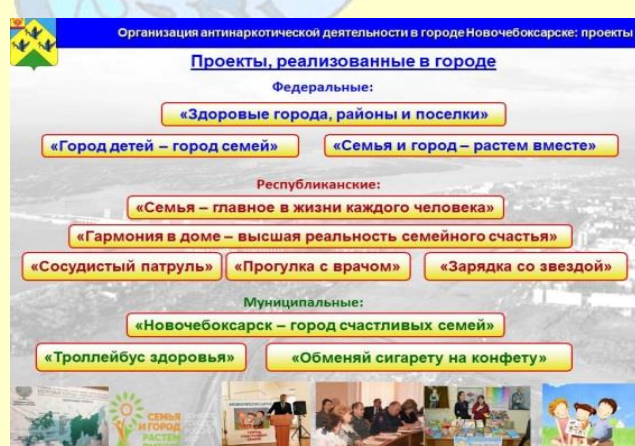 Организация антинаркотической деятельности в городе Новочебоксарске: проекты
Проекты, реализованные в городе
Федеральные:
«Здоровые города, районы и поселки»
«Город детей – город семей» «Семья и город – растем вместе»
Республиканские:
«Семья – главное в жизни каждого человека»
«Гармония в доме – высшая реальность семейного счастья»
«Сосудистый патруль» «Прогулка с врачом» «Зарядка со звездой»
Муниципальные:
«Новочебоксарск – город счастливых семей»
«Троллейбус здоровья» «Обменяй сигарету на конфету»
СЕМЬЯ
И ГОРОД
РАСТЕМ